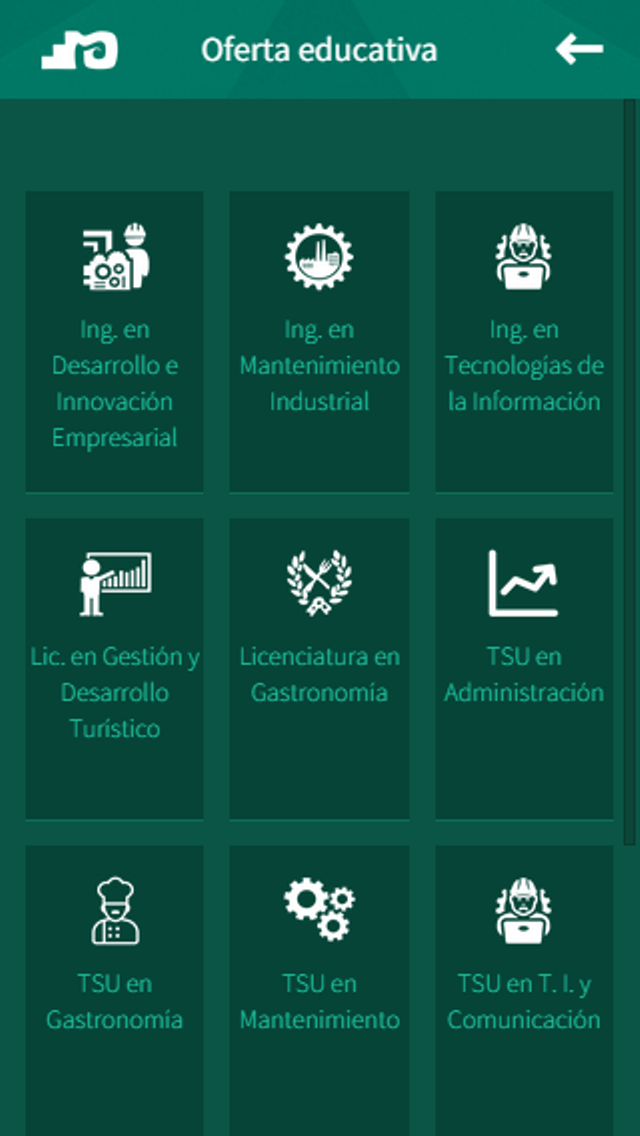 Oferta educativa
Ing. en
Desarrollo e
Innovación
Empresarial
Ing. en
Mantenimiento
Industrial
Ing. en
Tecnologías de
la Información
Lic. en Gestión y
Desarrollo
Turístico
Licenciatura en
Gastronomía
TSU en
Administración
TSU en
Gastronomía
TSU en
Mantenimiento
TSU en T. I. y
Comunicación